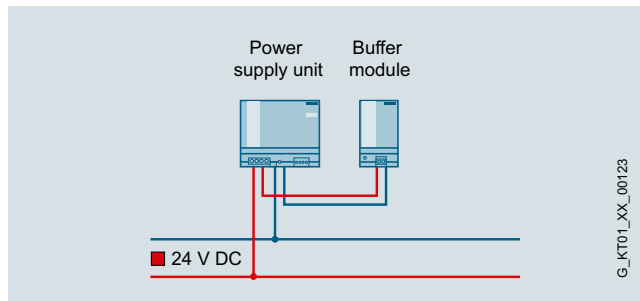 Power
supply unit
Buffer
module
24 V DC
G_KT01_XX_00123